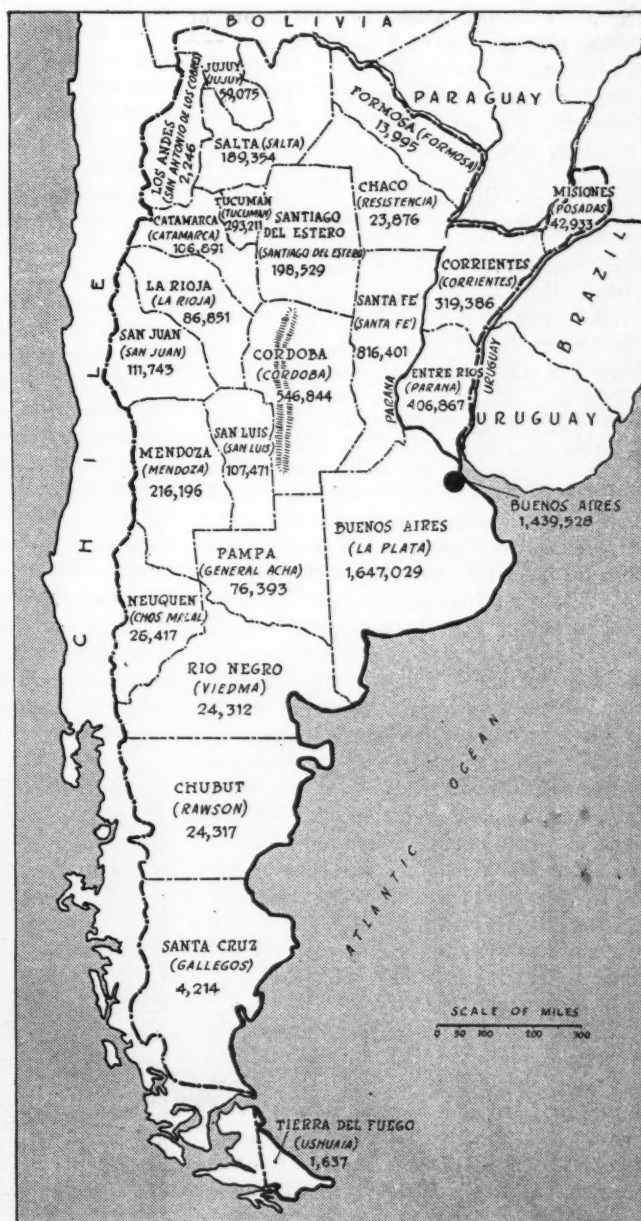 BOLIVIA
JUJUY
(JUJUY)
59,075
PARAGUAY
FORMOSA (FORMOSA)
13,995
LOS ANDES
(SAN ANTONIO DE LOS COBRES)
2,246
SALTA (SALTA)
189,354
CHACO
(RESISTENCIA)
23,876
MISIONES
(POSADAS)
42,933
TUCUMAN
(TUCUMAN)
293,211
SANTIAGO
DEL ESTERO
(SANTIAGO DEL ESTERO)
198,529
CATAMARCA
(CATAMARCA)
106,891
CORRIENTES
(CORRIENTES)
319,386
BRAZIL
LA RIOJA
(LA RIOJA)
86,851
SANTA FE'
(SANTA FE')
816,401
SAN JUAN
(SAN JUAN)
111,743
CORDOBA
(CORDOBA)
546,844
ENTRE RIOS
(PARANA)
406,867
PARANA
URUGUAY
URUGUAY
CHILE
MENDOZA
(MENDOZA)
216,196
SAN LUIS
(SAN LUIS)
107,471
BUENOS AIRES
1,439,528
BUENOS AIRES
(LA PLATA)
1,647,029
PAMPA
(GENERAL ACHA)
76,393
NEUQUEN
(CHOS MALAL)
26,417
RIO NEGRO
(VIEDMA)
24,312
CHUBUT
(RAWSON)
24,317
ATLANTIC OCEAN
SANTA CRUZ
(GALLEGOS)
4,214
SCALE OF MILES
0 50 100 200 300
TIERRA DEL FUEGO
(USHUAIA)
1,637